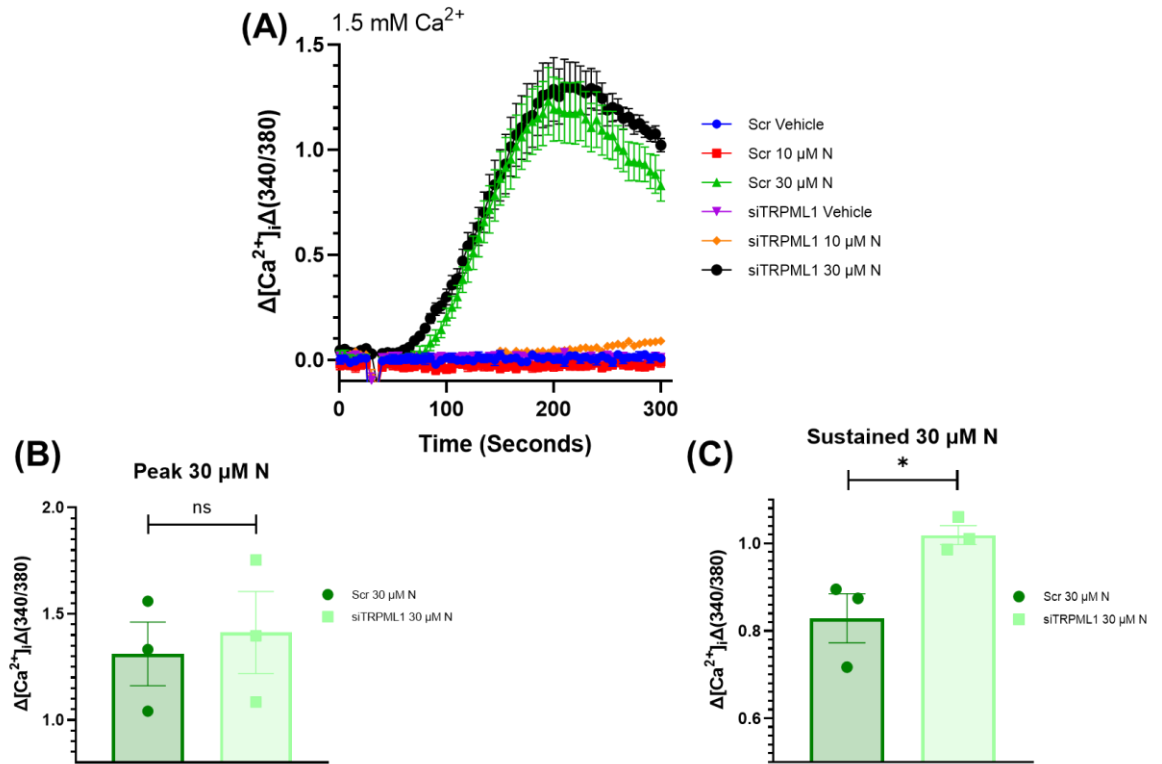 (A)
1.5 mM Ca²⁺
Δ[Ca²⁺]ᵢΔ(340/380)
1.5
1.0
0.5
0.0
0
100
200
300
Time (Seconds)
Scr Vehicle
Scr 10 µM N
Scr 30 µM N
siTRPML1 Vehicle
siTRPML1 10 µM N
siTRPML1 30 µM N
(B)
Peak 30 µM N
ns
Δ[Ca²⁺]ᵢΔ(340/380)
2.0
1.5
1.0
Scr 30 µM N
siTRPML1 30 µM N
(C)
Sustained 30 µM N
*
Δ[Ca²⁺]ᵢΔ(340/380)
1.0
0.8
0.6
Scr 30 µM N
siTRPML1 30 µM N